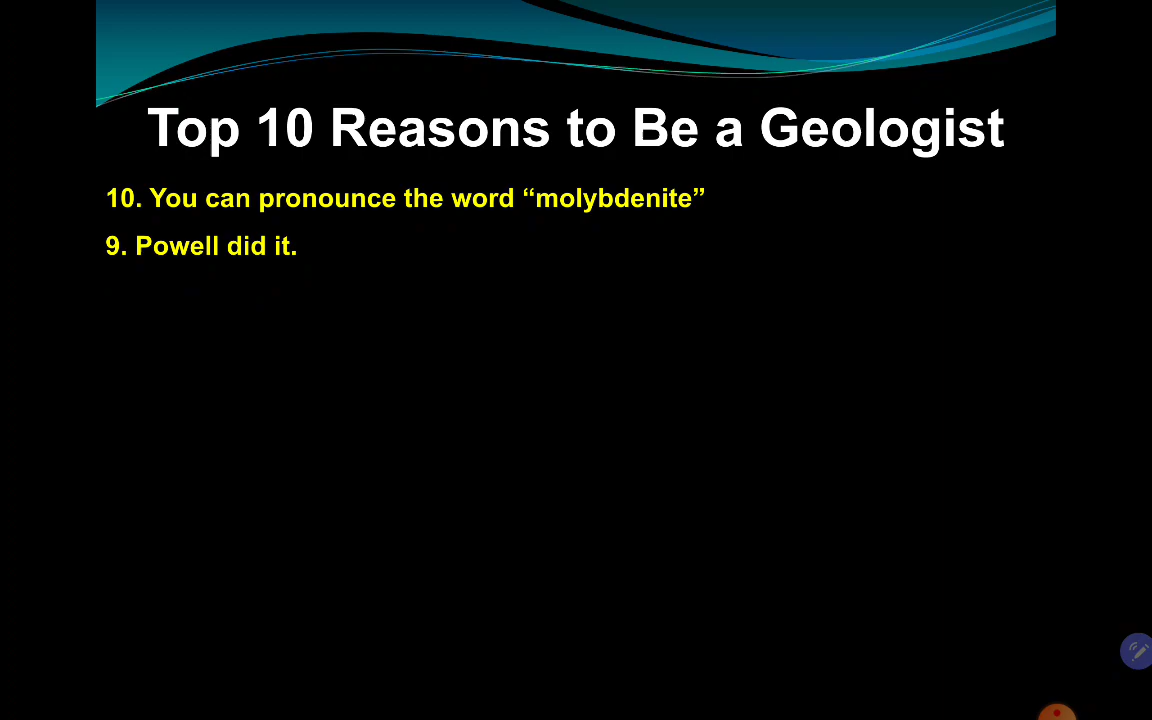 Top 10 Reasons to Be a Geologist
10. You can pronounce the word “molybdenite”
9. Powell did it.